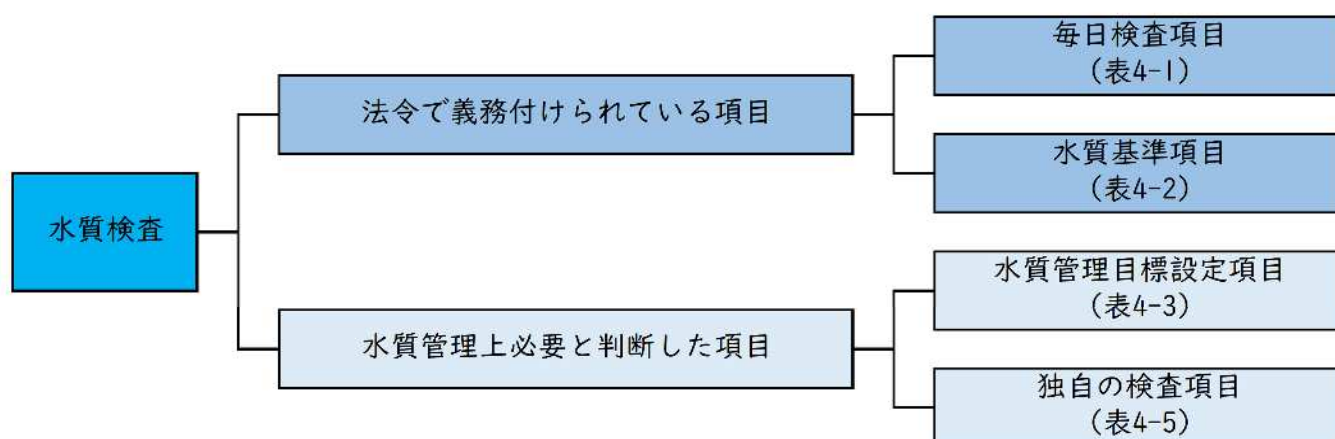 水質検査
法令で義務付けられている項目
毎日検査項目
(表4-1)
水質基準項目
(表4-2)
水質管理上必要と判断した項目
水質管理目標設定項目
(表4-3)
独自の検査項目
(表4-5)